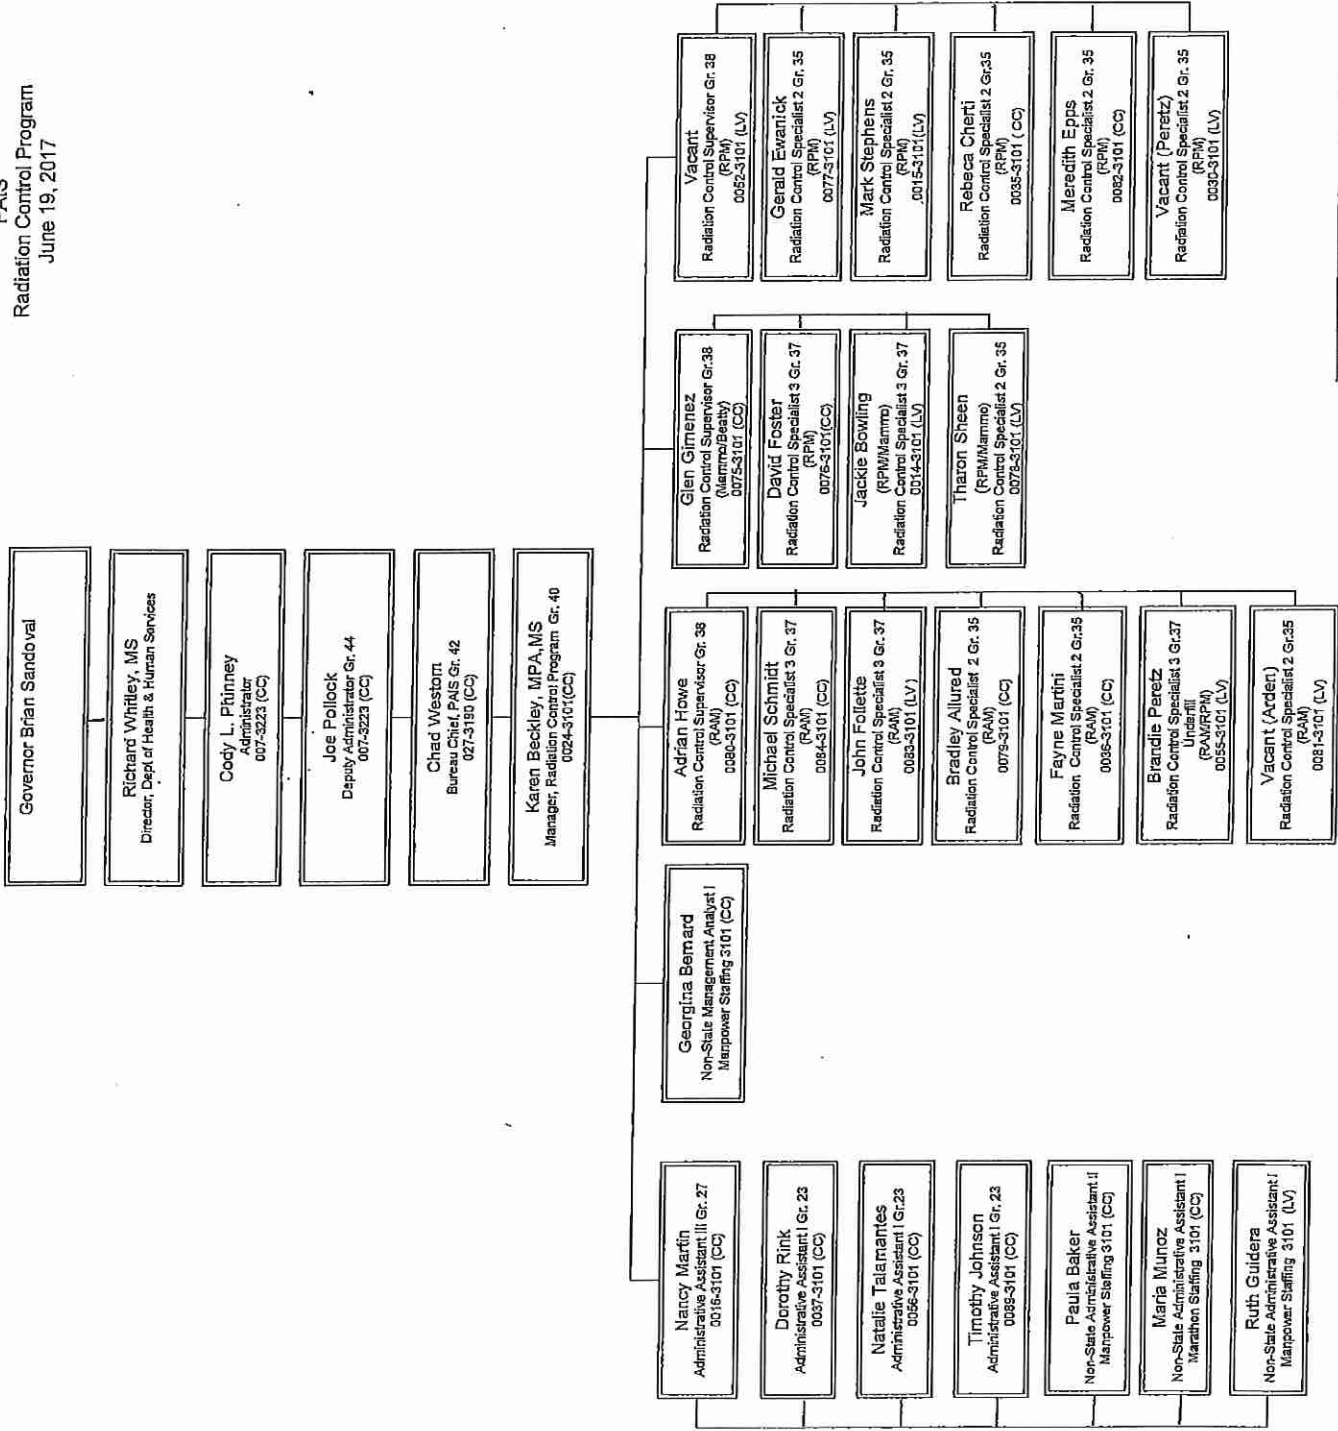 PAIS
Radiation Control Program
June 19, 2017
Governor Brian Sandoval
Richard Whitley, MS
Director, Dept of Health & Human Services
Cody L. Phinney
Administrator
007-3223 (CC)
Joe Pollock
Deputy Administrator Gr. 44
007-3223 (CC)
Chad Westom
Bureau Chief, PAIS Gr. 42
027-3190 (CC)
Karen Beckley, MPA,MS
Manager, Radiation Control Program Gr. 40
0024-3101(CC)
Nancy Martin
Administrative Assistant III Gr. 27
0016-3101 (CC)
Dorothy Rink
Administrative Assistant I Gr. 23
0037-3101 (CC)
Natalie Talamantes
Administrative Assistant I Gr.23
0056-3101 (CC)
Timothy Johnson
Administrative Assistant I Gr. 23
0089-3101 (CC)
Paula Baker
Non-State Administrative Assistant II
Manpower Staffing 3101 (CC)
Maria Munoz
Non-State Administrative Assistant I
Marathon Staffing 3101 (CC)
Ruth Guidera
Non-State Administrative Assistant I
Manpower Staffing 3101 (LV)
Georgina Bernard
Non-State Management Analyst I
Manpower Staffing 3101 (CC)
Adrian Howe
Radiation Control Supervisor Gr. 38
(RAM)
0080-3101 (CC)
Michael Schmidt
Radiation Control Specialist 3 Gr. 37
(RAM)
0084-3101 (CC)
John Follette
Radiation Control Specialist 3 Gr. 37
(RAM)
0083-3101 (LV)
Bradley Allured
Radiation Control Specialist 2 Gr. 35
(RAM)
0079-3101 (CC)
Fayne Martini
Radiation Control Specialist 2 Gr.35
(RAM)
0036-3101 (CC)
Brandie Peretz
Radiation Control Specialist 3 Gr.37
Underfill
(RAM/RPM)
0055-3101 (LV)
Vacant (Arden)
Radiation Control Specialist 2 Gr.35
(RAM)
0081-3101 (LV)
Glen Gimenez
Radiation Control Supervisor Gr.38
(Mammo/Beatty)
0075-3101 (CC)
David Foster
Radiation Control Specialist 3 Gr. 37
(RPM)
0076-3101(CC)
Jackie Bowling
(RPM/Mammo)
Radiation Control Specialist 3 Gr. 37
0014-3101 (LV)
Tharon Sheen
(RPM/Mammo)
Radiation Control Specialist 2 Gr. 35
0078-3101 (LV)
Vacant
Radiation Control Supervisor Gr. 38
(RPM)
0052-3101 (LV)
Gerald Ewanick
Radiation Control Specialist 2 Gr. 35
(RPM)
0077-3101 (LV)
Mark Stephens
Radiation Control Specialist 2 Gr. 35
(RPM)
0015-3101(LV)
Rebeca Cherti
Radiation Control Specialist 2 Gr.35
(RPM)
0035-3101 ( CC)
Meredith Epps
Radiation Control Specialist 2 Gr. 35
(RPM)
0082-3101 (CC)
Vacant (Peretz)
Radiation Control Specialist 2 Gr. 35
(RPM)
0030-3101 (LV)